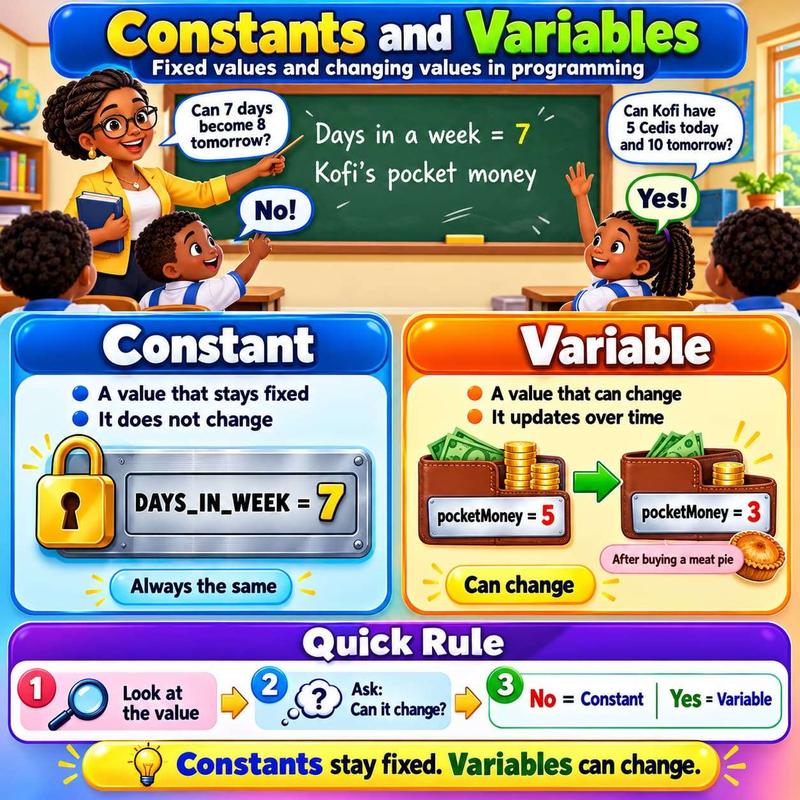 Constants and Variables
Fixed values and changing values in programming
Can 7 days
become 8
tomorrow?
Days in a week = 7
Kofi's pocket money
No!
Can Kofi have
5 Cedis today
and 10 tomorrow?
Yes!
Constant
A value that stays fixed
It does not change
DAYS_IN_WEEK = 7
Always the same
Variable
A value that can change
It updates over time
pocketMoney = 5
pocketMoney = 3
After buying a meat pie
Can change
Quick Rule
1
Look at
the value
2
?
Ask:
Can it change?
3
No = Constant
Yes = Variable
Constants stay fixed. Variables can change.